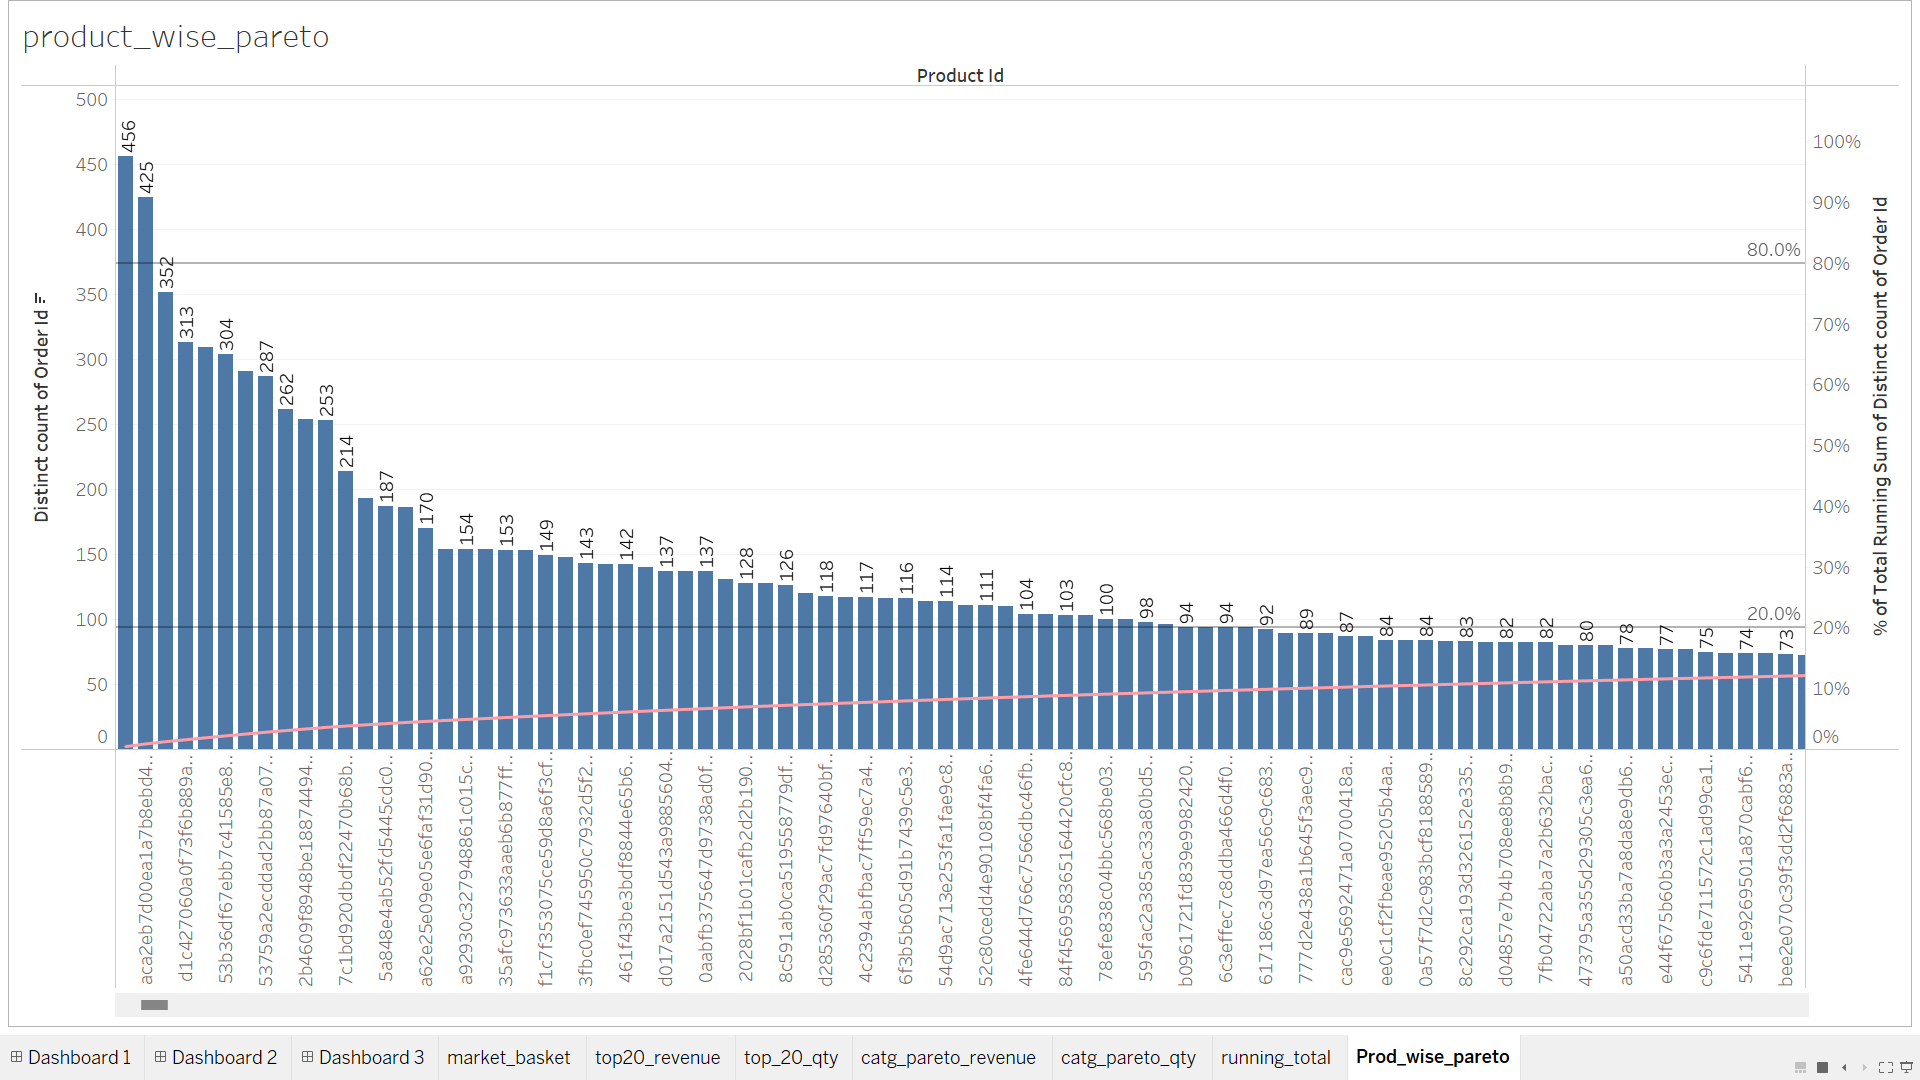 product_wise_pareto
Product Id
500
450
400
350
300
250
200
150
100
50
0
Distinct count of Order Id
456
425
352
313
304
287
262
253
214
187
170
154
153
149
143
142
137
137
128
126
118
117
116
114
111
104
103
100
98
94
94
92
89
87
84
84
83
82
82
80
78
77
75
74
73
80.0%
20.0%
100%
90%
80%
70%
60%
50%
40%
30%
20%
10%
0%
% of Total Running Sum of Distinct count of Order Id
aca2eb7d00ea1a7b8ebd4..
d1c427060a0f73f6b889a..
53b36df67ebb7c41585e8..
53759a2ecddad2bb87a07..
2b4609f8948be18874494..
7c1bd920dbdf22470b68b..
5a848e4ab52fd5445cdc0..
a62e25e09e05e6faf31d90..
a92930c327948861c015c..
35afc973633aaeb6b877ff..
f1c7f353075ce59d8a6f3cf..
3fbc0ef745950c7932d5f2..
461f43be3bdf8844e65b6..
d017a2151d543a9885604..
0aabfb375647d9738ad0f..
2028bf1b01cafb2d2b190..
8c591ab0ca519558779df..
d285360f29ac7fd97640bf..
4c2394abfbac7ff59ec7a4..
6f3b5b605d91b7439c5e3..
54d9ac713e253fa1fae9c8..
52c80cedd4e90108bf4fa6..
4fe644d766c7566dbc46fb..
84f456958365164420cfc8..
78efe838c04bbc568be03..
595fac2a385ac33a80bd5..
b0961721fd839e9982420..
6c3effec7c8ddba466d4f0..
617186c3d97ea56c9c683..
777d2e438a1b645f3aec9..
cac9e5692471a0700418a..
ee0c1cf2fbeae95205b4aa..
0a57f7d2c983bcf8188589..
8c292ca193d326152e335..
d04857e7b4b708ee8b8b9..
7fb04722aba7a2b632bac..
473795a355d29305c3ea6..
a50acd33ba7a8da8e9db6..
e44f675b60b3a3a2453ec..
c9c6fde711572c1ad99ca1..
5411e9269501a870cabf6..
bee2e070c39f3dd2f6883a..
Dashboard 1
Dashboard 2
Dashboard 3
market_basket
top20_revenue
top_20_qty
catg_pareto_revenue
catg_pareto_qty
running_total
Prod_wise_pareto